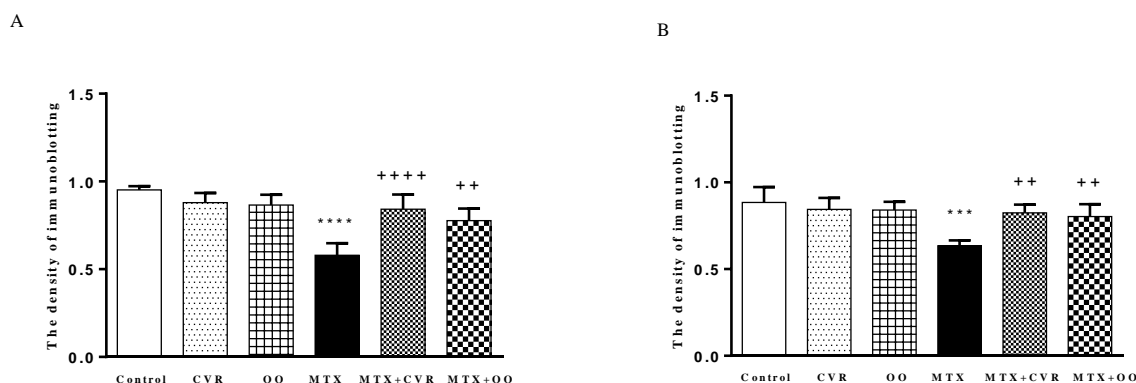 A
B
The density of immunoblotting
1.5
1.0
0.5
0.0
****
++++
++
Control CVR OO MTX MTX+CVR MTX+OO
The density of immunoblotting
1.5
1.0
0.5
0.0
***
++
++
Control CVR OO MTX MTX+CVR MTX+OO